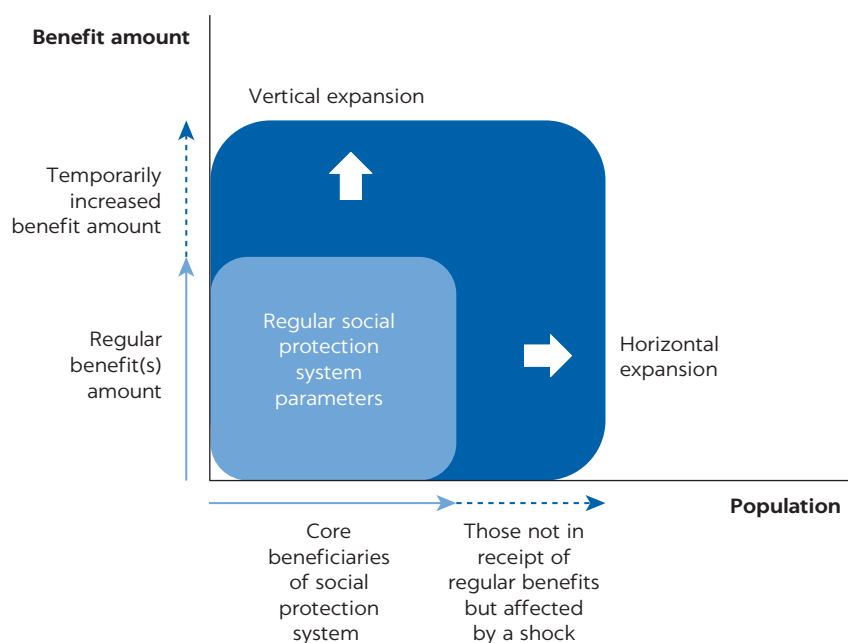 Benefit amount
Vertical expansion
Temporarily
increased
benefit amount
Regular
benefit(s)
amount
Regular social
protection
system
parameters
Horizontal
expansion
Population
Core
beneficiaries
of social
protection
system
Those not in
receipt of
regular benefits
but affected
by a shock